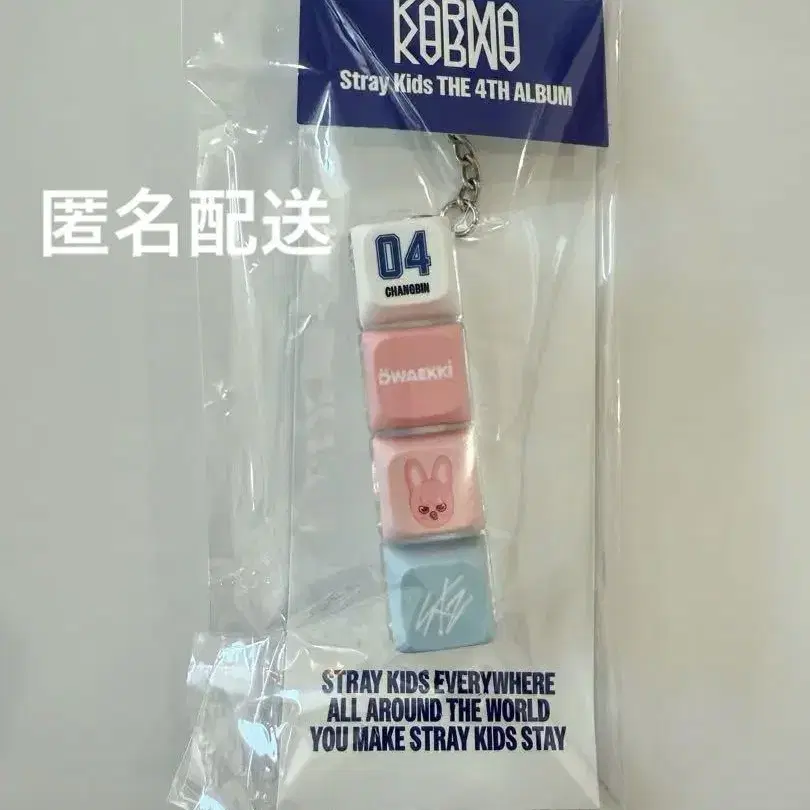 KARMA
Stray Kids THE 4TH ALBUM
匿名配送
04
CHANGBIN
DWAEKKI
SKZ
STRAY KIDS EVERYWHERE
ALL AROUND THE WORLD
YOU MAKE STRAY KIDS STAY